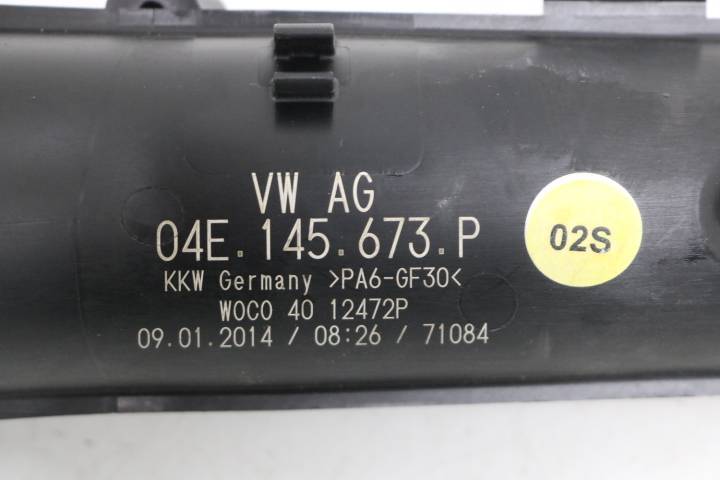 VW AG
04E.145.673.P
KKW Germany >PA6-GF30<
WOCO 40 12472P
09.01.2014 / 08:26 / 71084
02S